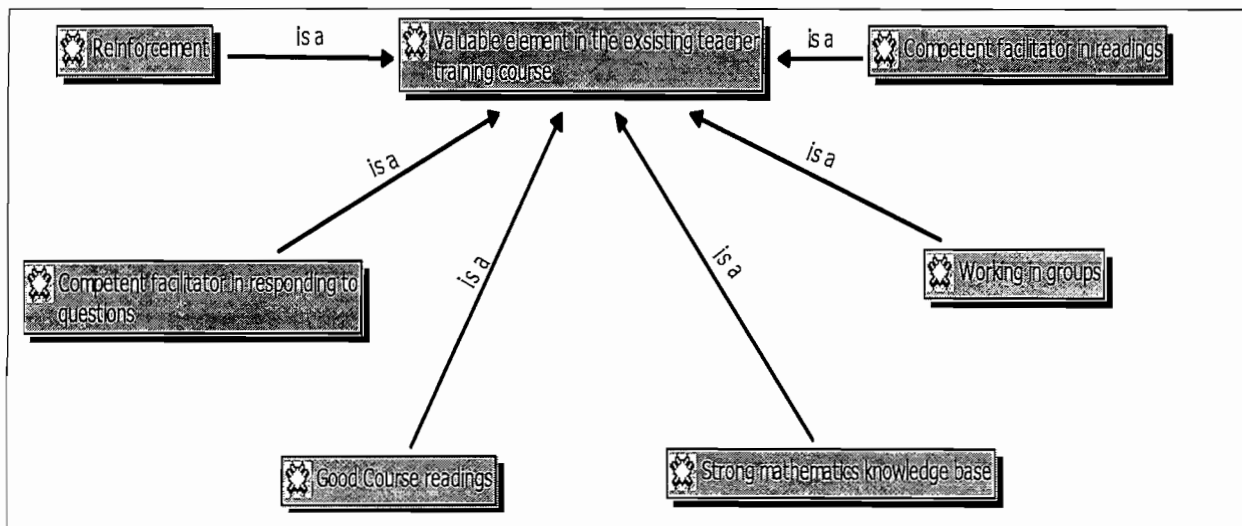 Reinforcement
is a
Valuable element in the exsisting teacher
training course
is a
Competent facilitator in readings
is a
is a
is a
is a
Competent facilitator in responding to
questions
Working in groups
Good Course readings
Strong mathematics knowledge base